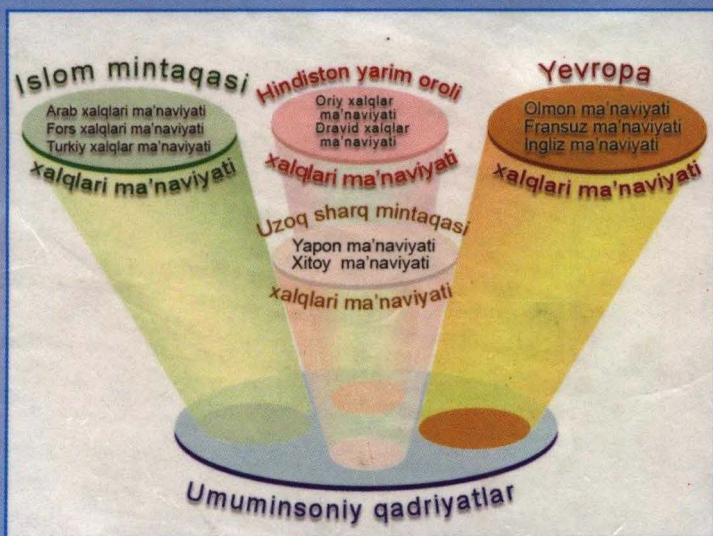 Islom mintaqasi
Arab xalqlari ma'naviyati
Fors xalqlari ma'naviyati
Turkiy xalqlar ma'naviyati
xalqlari ma'naviyati
Hindiston yarim oroli
Oriy xalqlar
ma'naviyati
Dravid xalqlar
ma'naviyati
xalqlari ma'naviyati
Uzoq sharq mintaqasi
Yapon ma'naviyati
Xitoy ma'naviyati
xalqlari ma'naviyati
Yevropa
Olmon ma'naviyati
Fransuz ma'naviyati
Ingliz ma'naviyati
xalqlari ma'naviyati
Umuminsoniy qadriyatlar